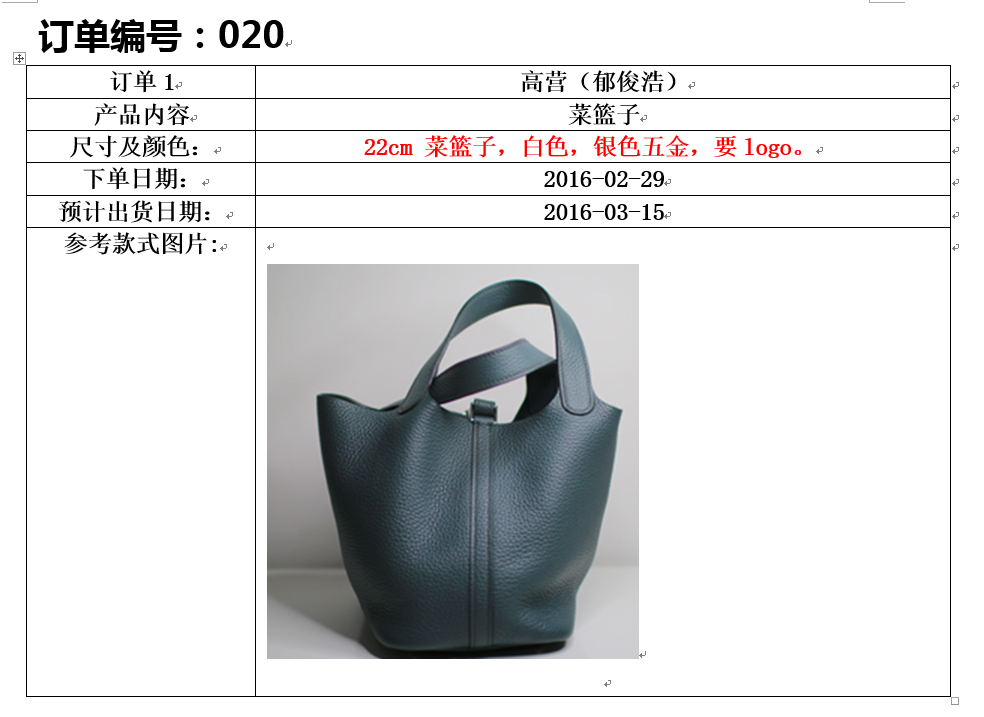 订单编号：020
订单 1 高营（郁俊浩）
产品内容 菜篮子
尺寸及颜色： 22cm 菜篮子，白色，银色五金，要 logo。
下单日期： 2016-02-29
预计出货日期： 2016-03-15
参考款式图片: